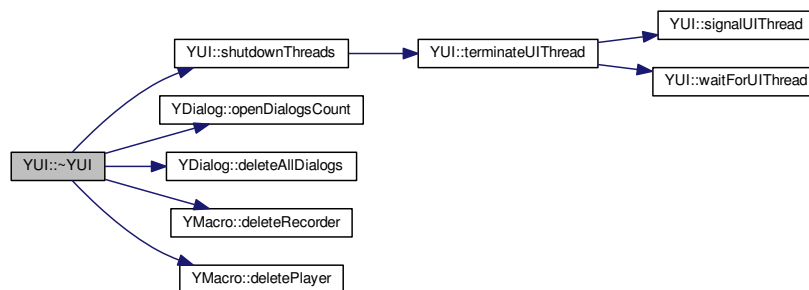 YUI::~YUI
YUI::shutdownThreads
YUI::terminateUIThread
YUI::signalUIThread
YUI::waitForUIThread
YDialog::openDialogsCount
YDialog::deleteAllDialogs
YMacro::deleteRecorder
YMacro::deletePlayer